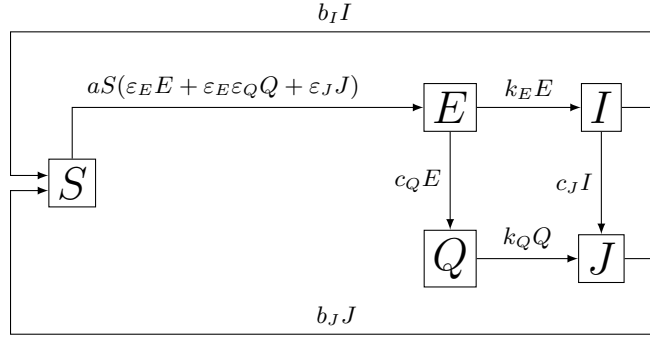 b_I I
aS(ε_E E + ε_E ε_Q Q + ε_J J)
E
k_E E
I
S
c_Q E
c_J I
Q
k_Q Q
J
b_J J